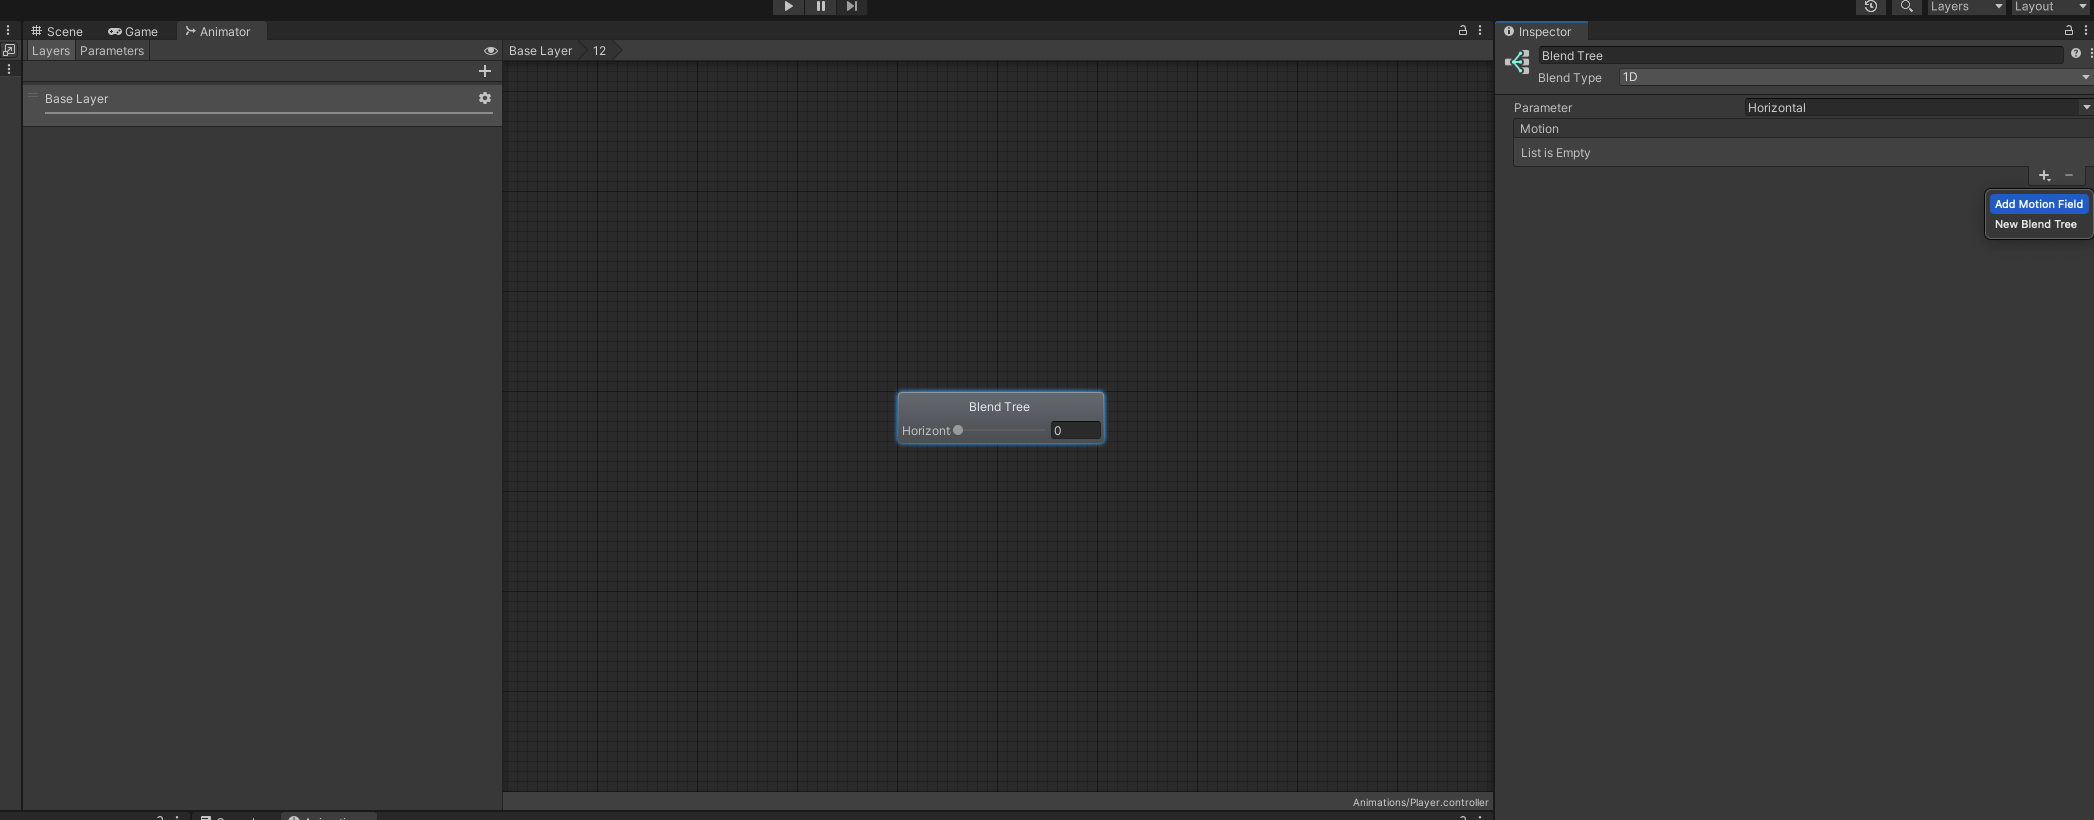 Layers
Layout
Scene
Game
Animator
Layers
Parameters
Base Layer
Base Layer
12
Blend Tree
Horizont
0
Animations/Player.controller
Inspector
Blend Tree
Blend Type
1D
Parameter
Horizontal
Motion
List is Empty
Add Motion Field
New Blend Tree